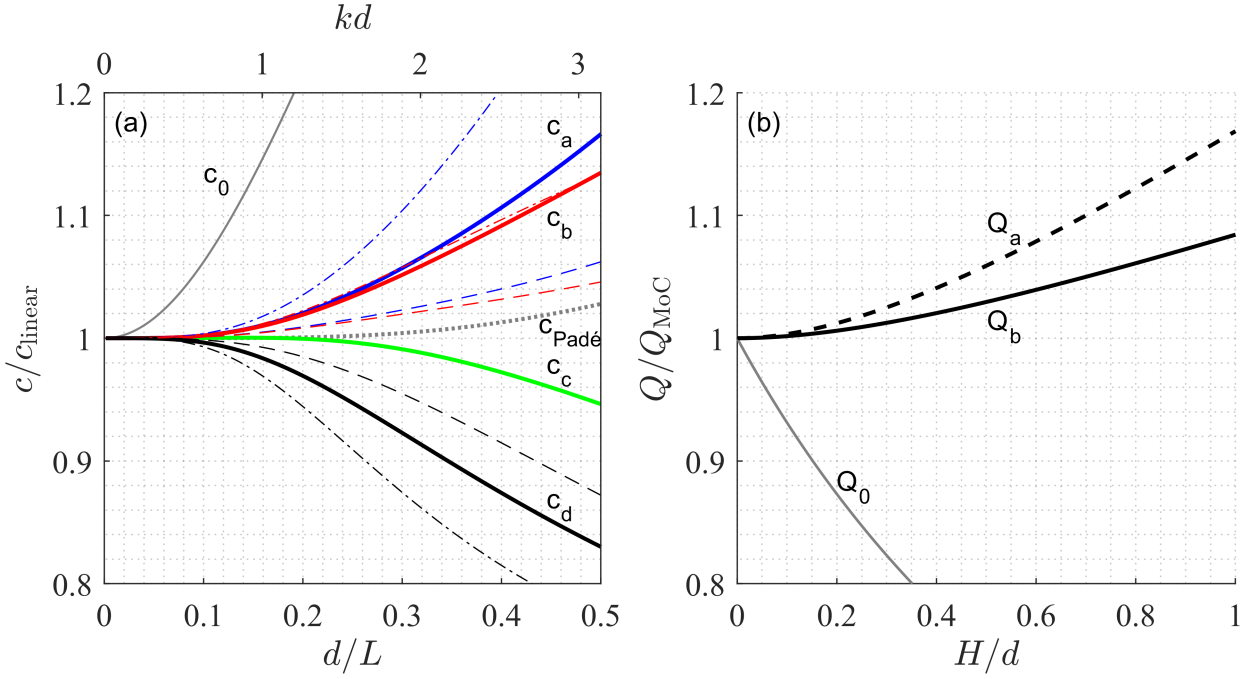 kd
0 1 2 3
1.2
1.1
1
0.9
0.8
c/c_linear
(a)
c_0
c_a
c_b
c_Padé
c_c
c_d
0 0.1 0.2 0.3 0.4 0.5
d/L
1.2
1.1
1
0.9
0.8
Q/Q_MoC
(b)
Q_a
Q_b
Q_0
0 0.2 0.4 0.6 0.8 1
H/d